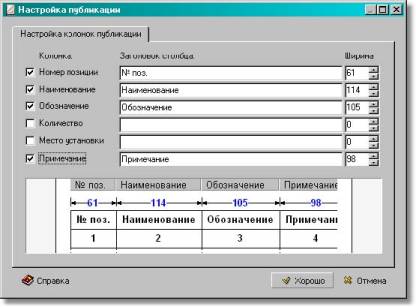 Настройка публикации
Настройка колонок публикации
Колонка Заголовок столбца Ширина
Номер позиции № поз. 61
Наименование Наименование 114
Обозначение Обозначение 105
Количество 0
Место установки 0
Примечание Примечание 98
№ поз. Наименование Обозначение Примечание
61 114 105 98
№ поз. Наименование Обозначение Примечани
1 2 3 4
Справка Хорошо Отмена